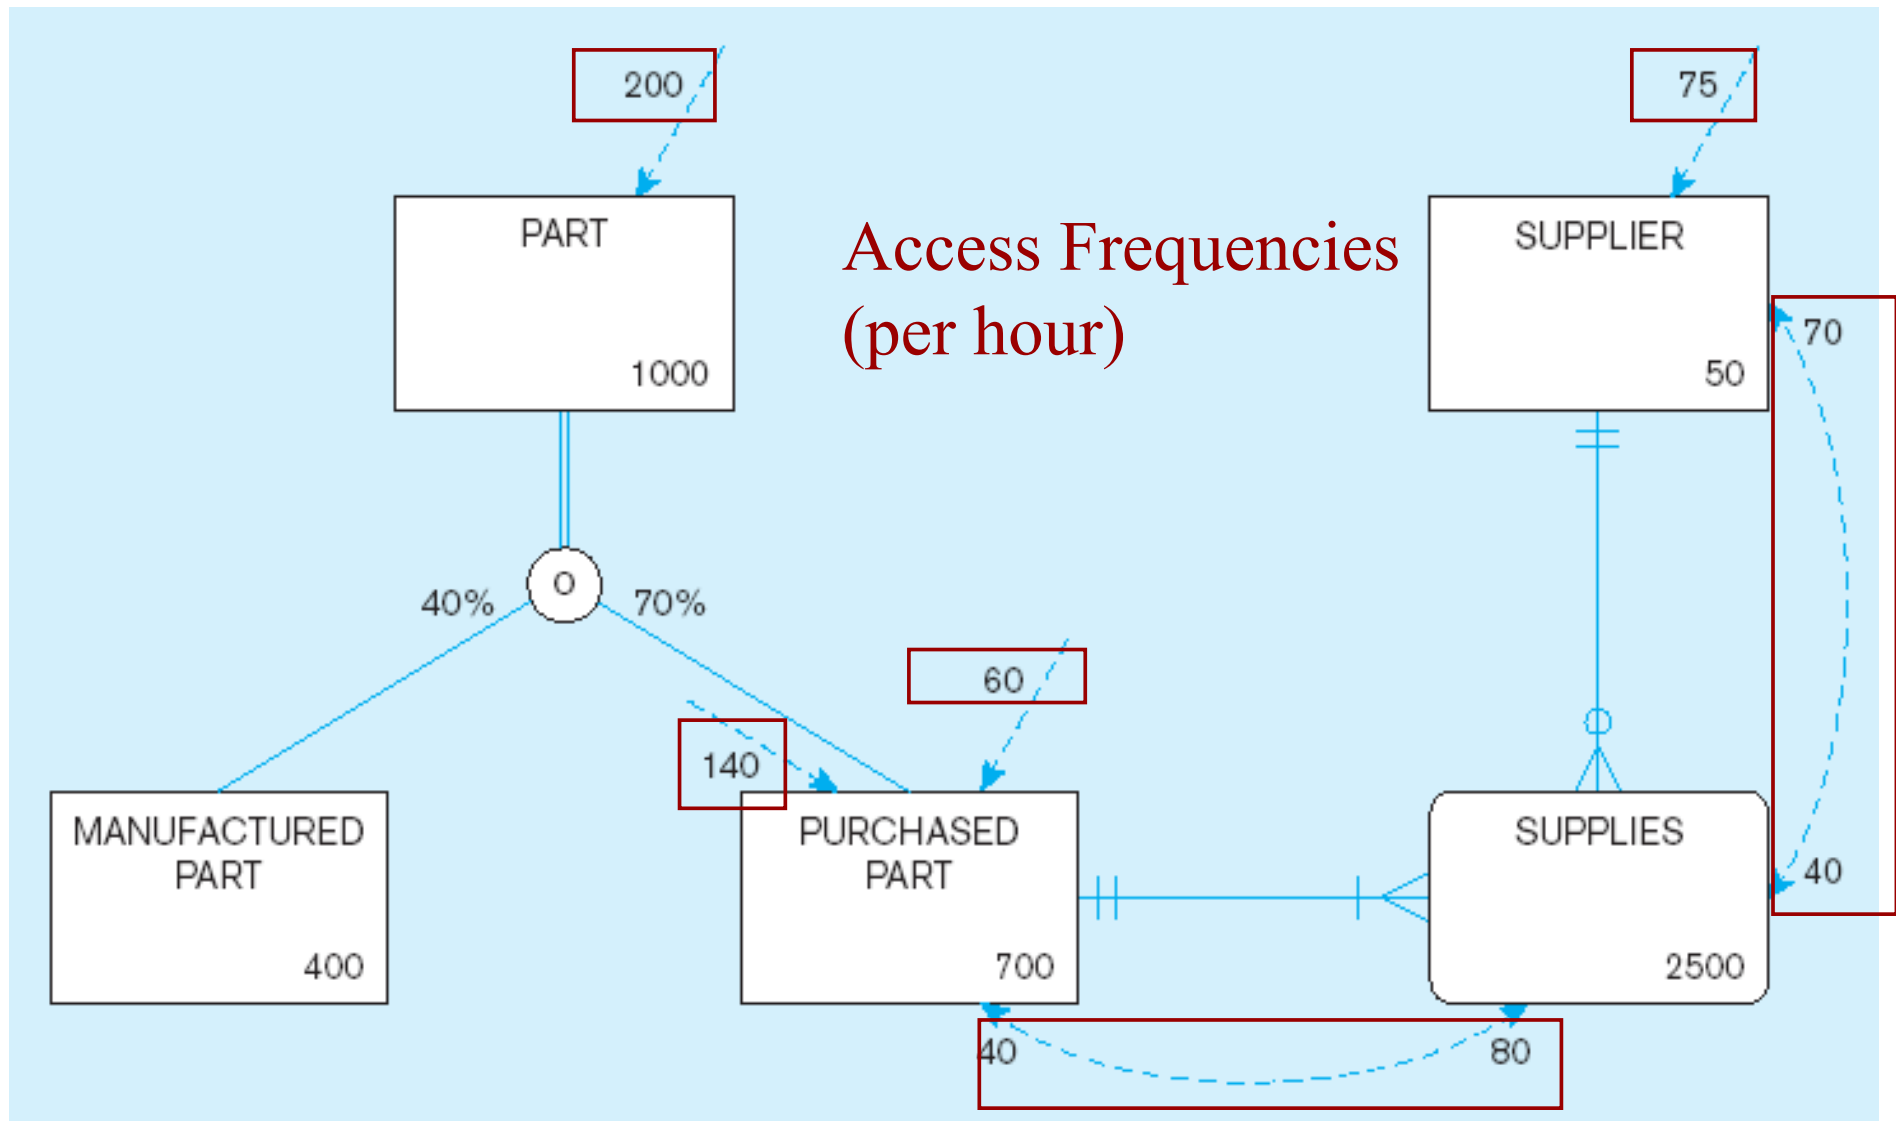 200
75
PART
1000
Access Frequencies
(per hour)
SUPPLIER
50
70
O
40%
70%
60
140
MANUFACTURED
PART
400
PURCHASED
PART
700
SUPPLIES
2500
40
40
80